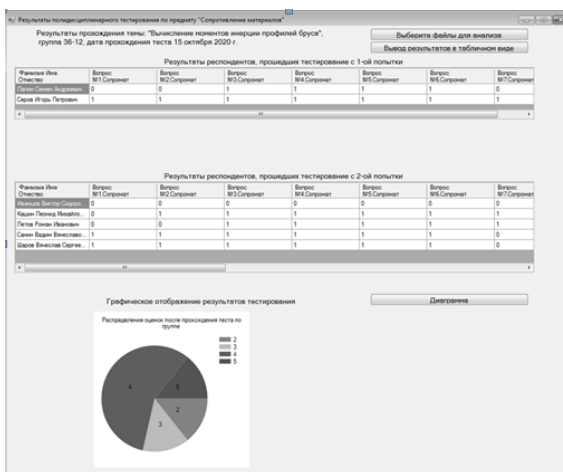 Результаты полидисциплинарного тестирования по предмету "Сопротивление материалов"
Результаты прохождения темы: "Вычисление моментов инерции профилей бруса",
группа 36-12, дата прохождения теста 15 октября 2020 г.
Выберите файлы для анализа
Вывод результатов в табличном виде
Результаты респондентов, прошедших тестирование с 1-ой попытки
Фамилия Имя Отчество Вопрос №1.Сопромат Вопрос №2.Сопромат Вопрос №3.Сопромат Вопрос №4.Сопромат Вопрос №5.Сопромат Вопрос №6.Сопромат Вопрос №7.Сопромат
Семен Андреевич 0 0 1 1 1 1 0
Серов Игорь Петрович 1 1 1 1 1 1 1
Результаты респондентов, прошедших тестирование с 2-ой попытки
Фамилия Имя Отчество Вопрос №1.Сопромат Вопрос №2.Сопромат Вопрос №3.Сопромат Вопрос №4.Сопромат Вопрос №5.Сопромат Вопрос №6.Сопромат Вопрос №7.Сопромат
Иванцов Виктор Сидоро... 0 0 0 0 0 0 0
Кашин Леонид Михайло... 0 1 1 1 1 1 1
Петов Роман Иванович 0 0 1 1 1 1 1
Санин Вадим Вячеславо... 1 1 1 1 1 1 0
Шаров Вячеслав Сергее... 1 1 1 1 1 1 0
Графическое отображение результатов тестирования
Диаграмма
Распределения оценок после прохождения теста по
группе
2
3
4
5
4
5
2
3